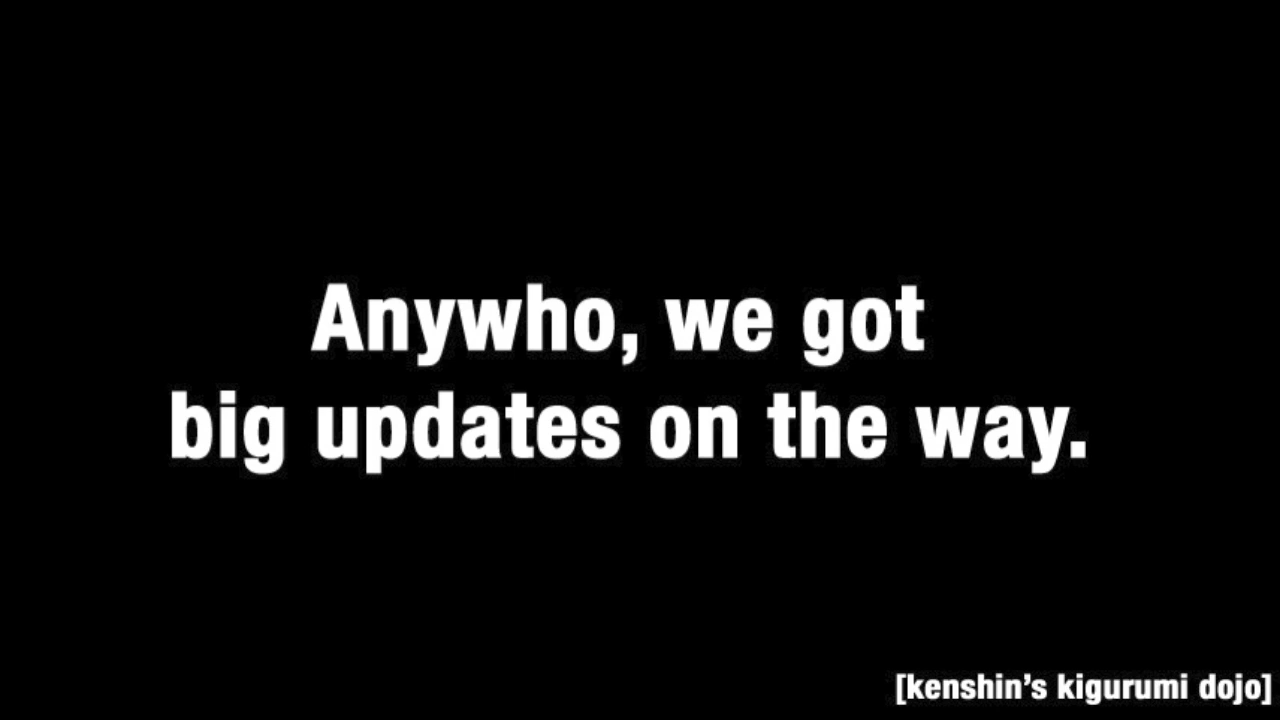 Anywho, we got
big updates on the way.
[kenshin’s kigurumi dojo]